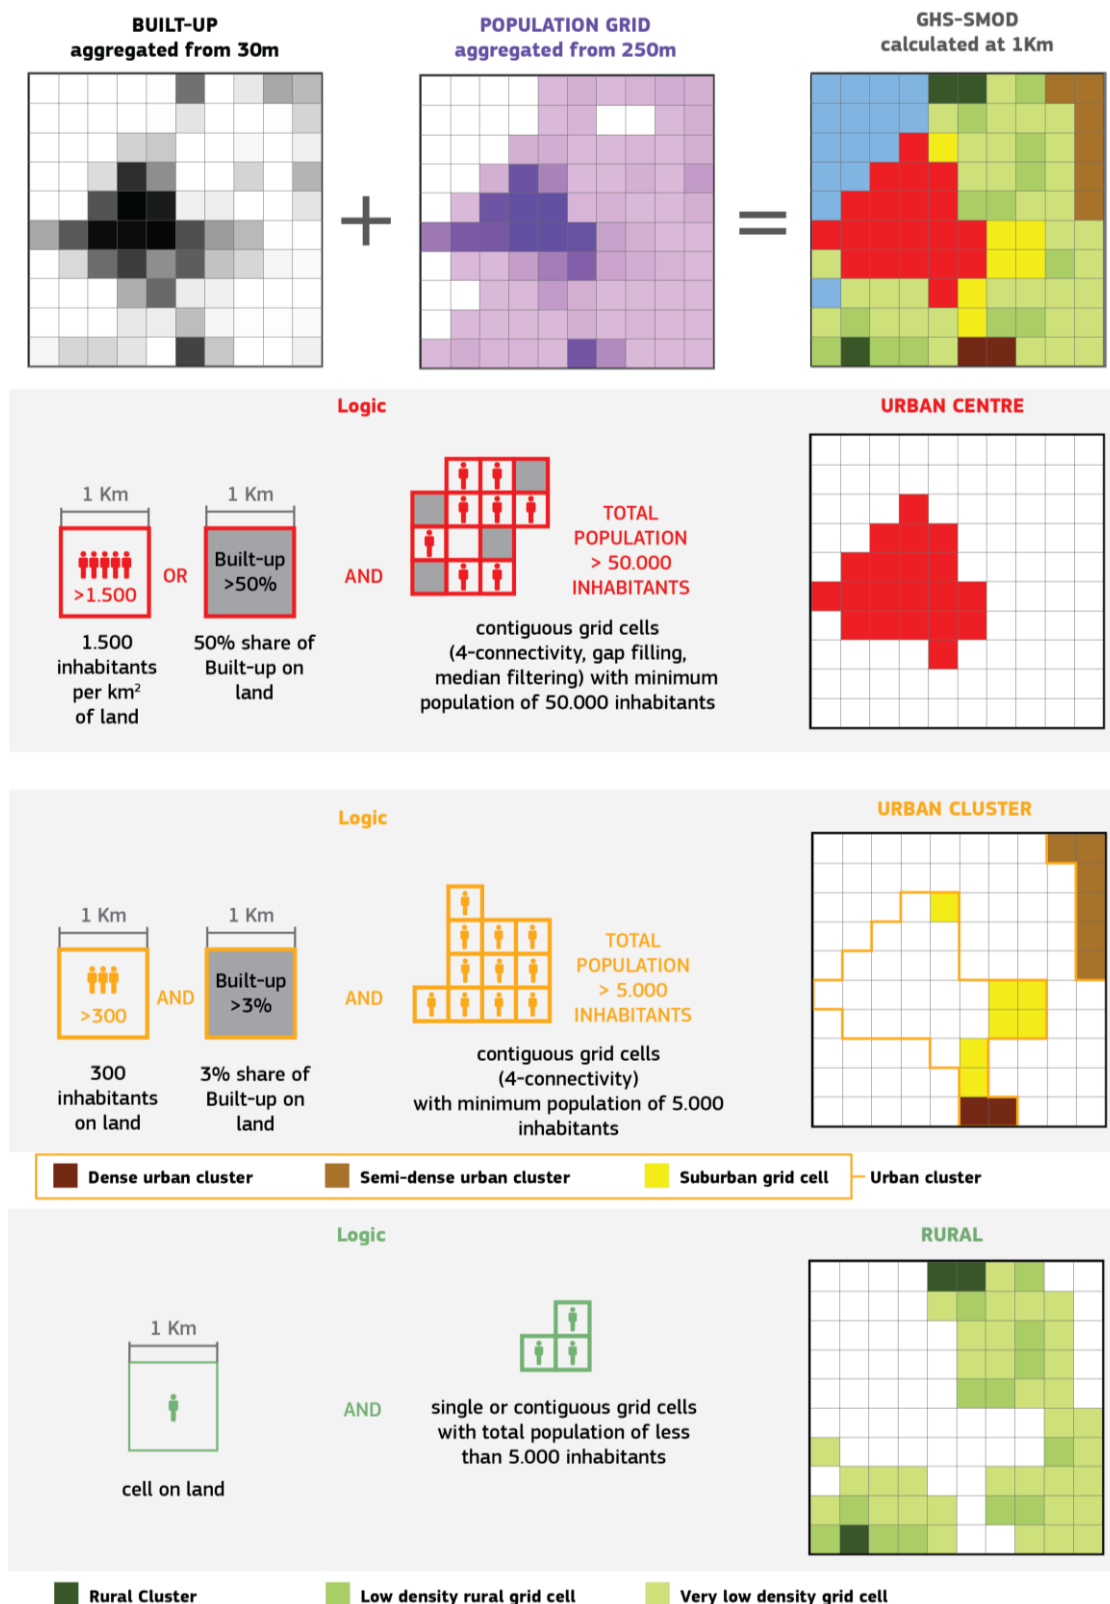 BUILT-UP
aggregated from 30m
POPULATION GRID
aggregated from 250m
GHS-SMOD
calculated at 1Km
+
=
Logic
URBAN CENTRE
1 Km
1 Km
>1.500
OR
Built-up
>50%
AND
TOTAL
POPULATION
> 50.000
INHABITANTS
1.500
inhabitants
per km²
of land
50% share of
Built-up on
land
contiguous grid cells
(4-connectivity, gap filling,
median filtering) with minimum
population of 50.000 inhabitants
Logic
URBAN CLUSTER
1 Km
1 Km
>300
AND
Built-up
>3%
AND
TOTAL
POPULATION
> 5.000
INHABITANTS
300
inhabitants
on land
3% share of
Built-up on
land
contiguous grid cells
(4-connectivity)
with minimum population of 5.000
inhabitants
Dense urban cluster
Semi-dense urban cluster
Suburban grid cell
Urban cluster
Logic
RURAL
1 Km
AND
cell on land
single or contiguous grid cells
with total population of less
than 5.000 inhabitants
Rural Cluster
Low density rural grid cell
Very low density grid cell